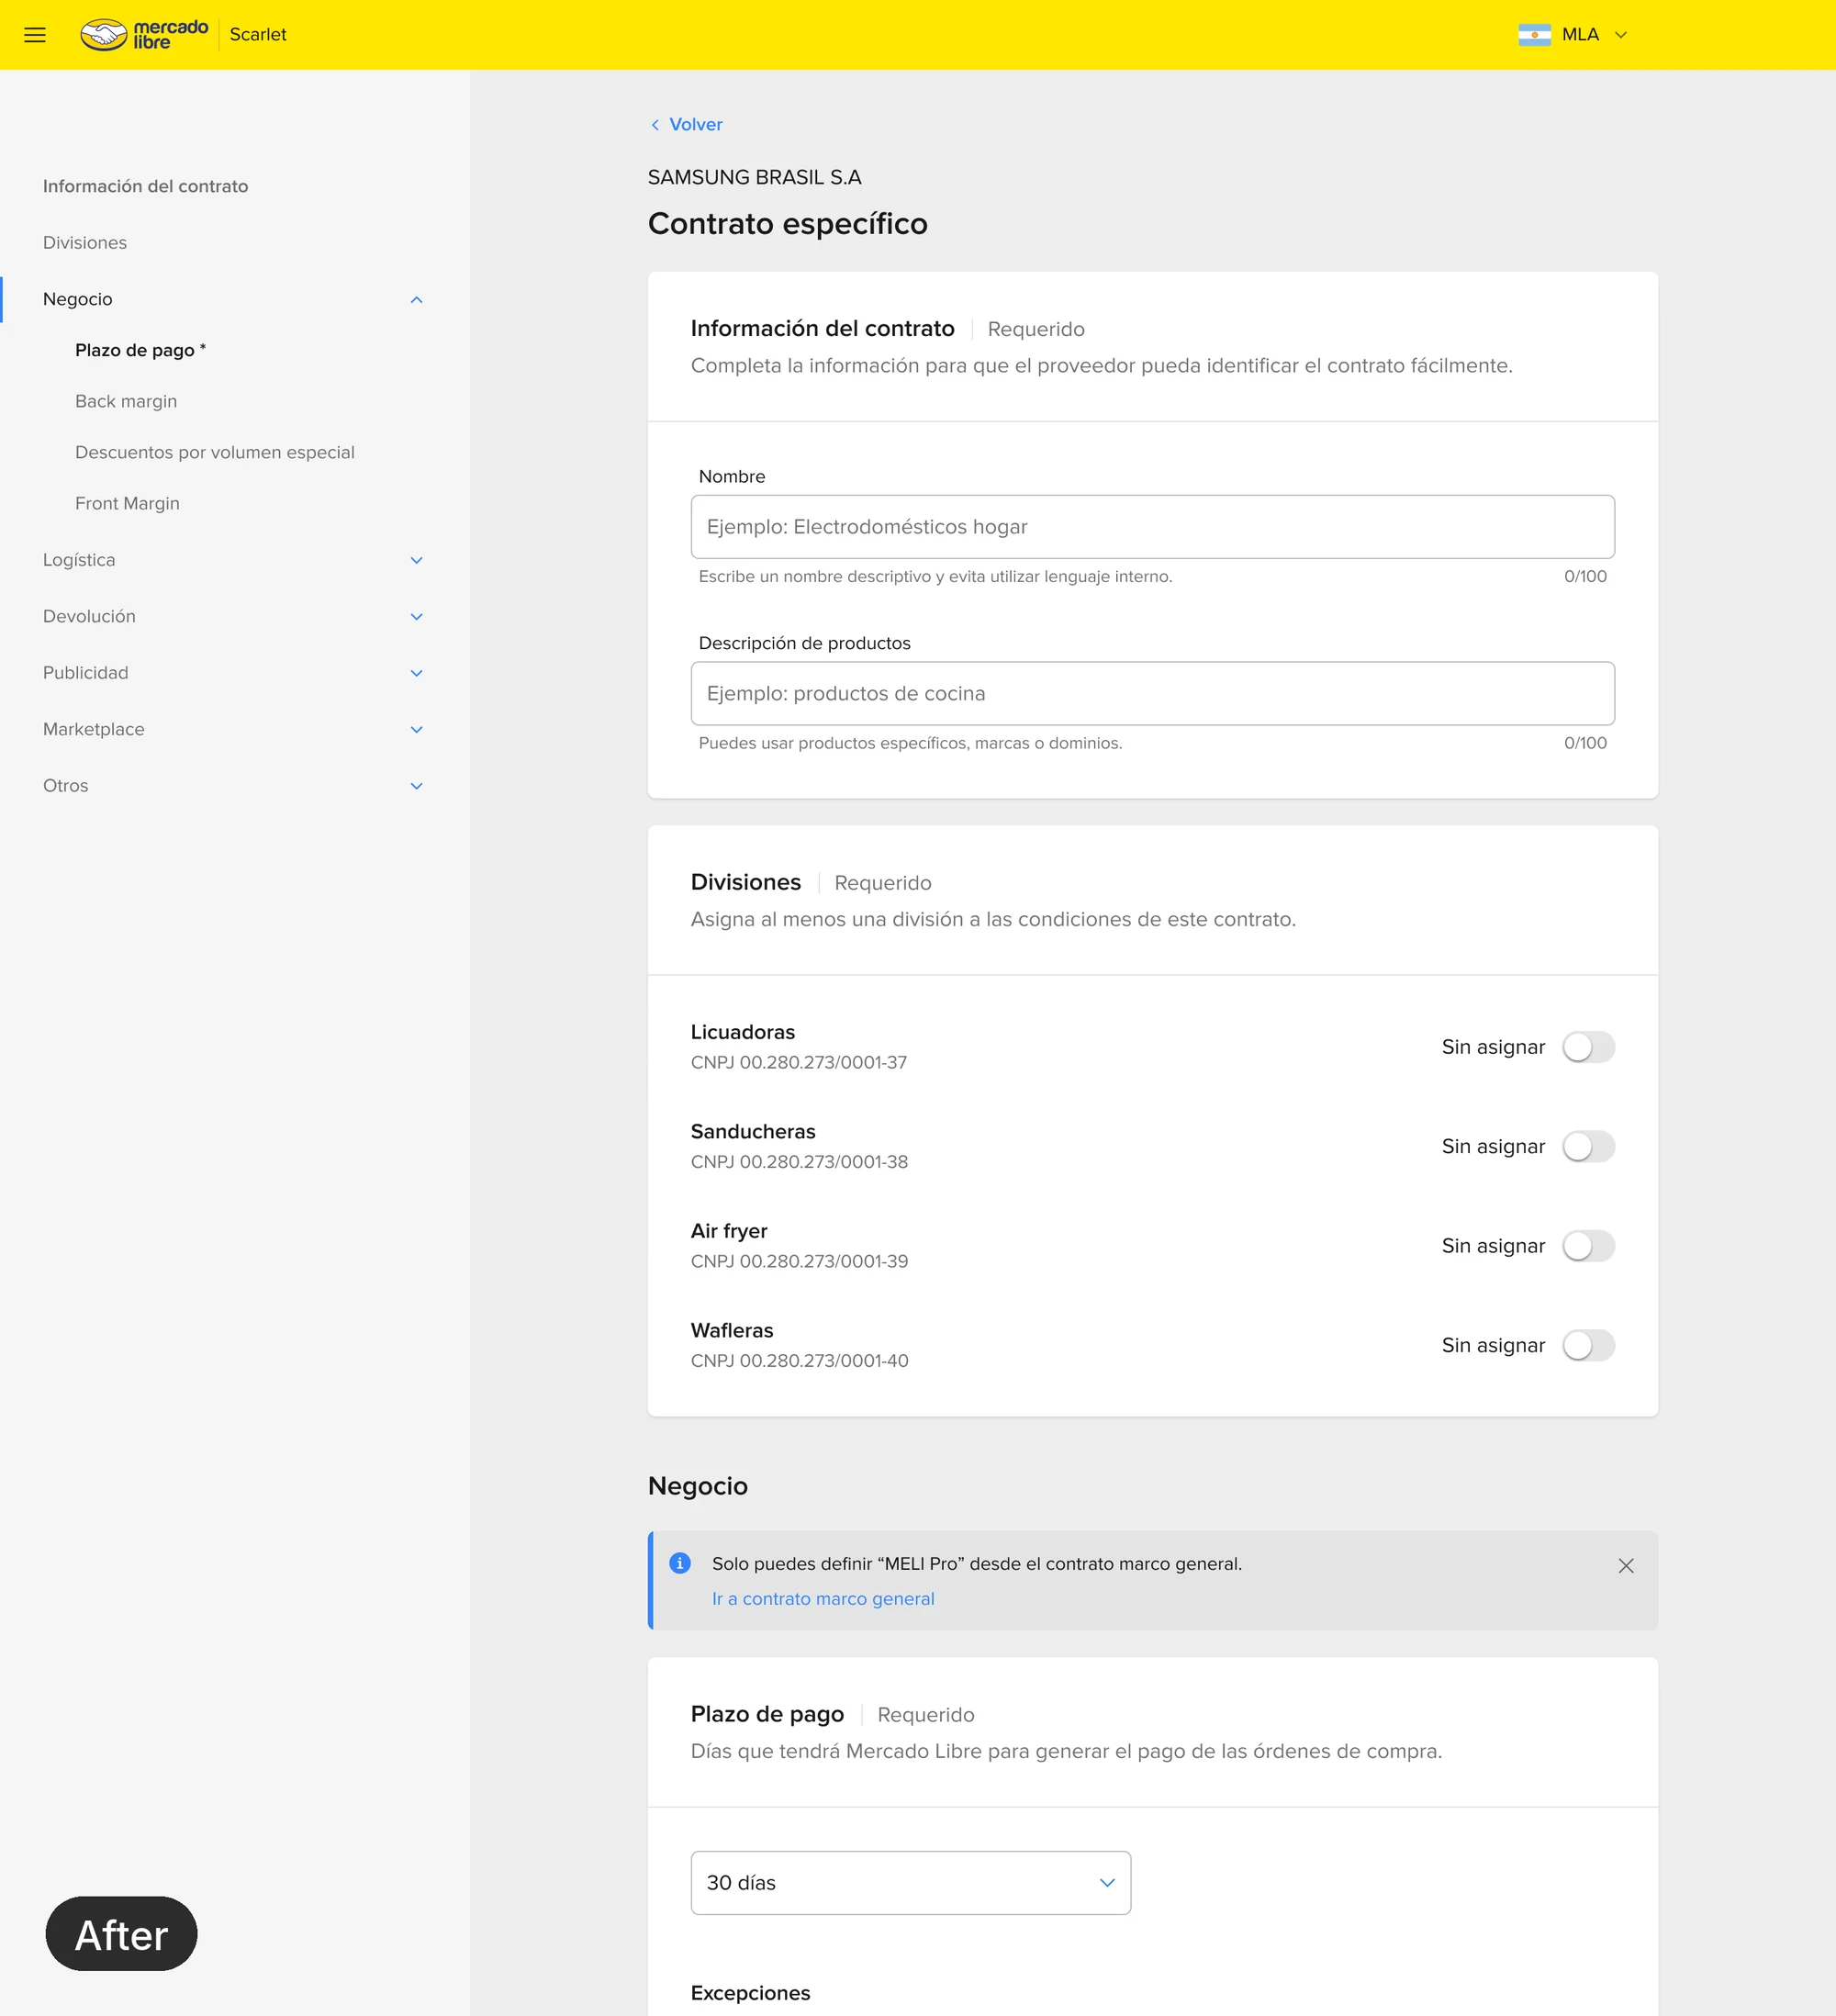 mercado
libre
Scarlet
MLA
Información del contrato
Divisiones
Negocio
Plazo de pago *
Back margin
Descuentos por volumen especial
Front Margin
Logística
Devolución
Publicidad
Marketplace
Otros
After
Volver
SAMSUNG BRASIL S.A
Contrato específico
Información del contrato Requerido
Completa la información para que el proveedor pueda identificar el contrato fácilmente.
Nombre
Ejemplo: Electrodomésticos hogar
Escribe un nombre descriptivo y evita utilizar lenguaje interno. 0/100
Descripción de productos
Ejemplo: productos de cocina
Puedes usar productos específicos, marcas o dominios. 0/100
Divisiones Requerido
Asigna al menos una división a las condiciones de este contrato.
Licuadoras
CNPJ 00.280.273/0001-37
Sin asignar
Sanducheras
CNPJ 00.280.273/0001-38
Sin asignar
Air fryer
CNPJ 00.280.273/0001-39
Sin asignar
Wafleras
CNPJ 00.280.273/0001-40
Sin asignar
Negocio
Solo puedes definir “MELI Pro” desde el contrato marco general.
Ir a contrato marco general
Plazo de pago Requerido
Días que tendrá Mercado Libre para generar el pago de las órdenes de compra.
30 días
Excepciones